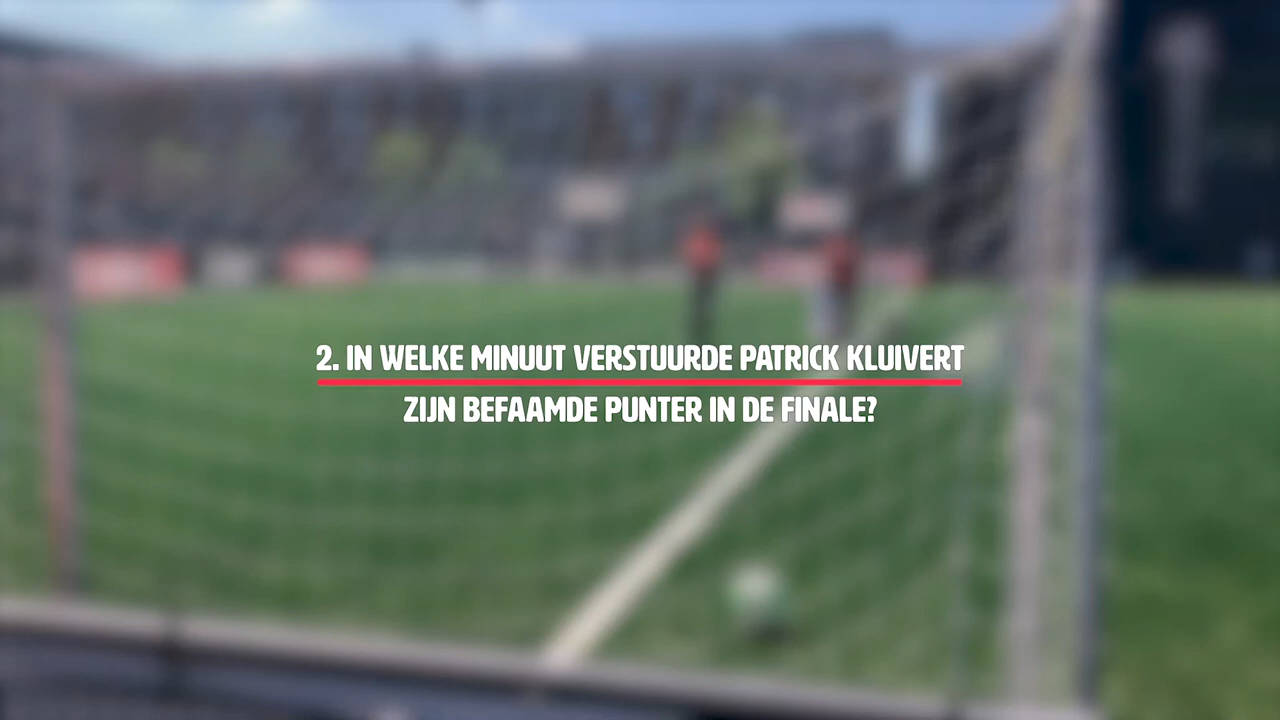 2. IN WELKE MINUUT VERSTUURDE PATRICK KLUIVERT
ZIJN BEFAAMDE PUNTER IN DE FINALE?